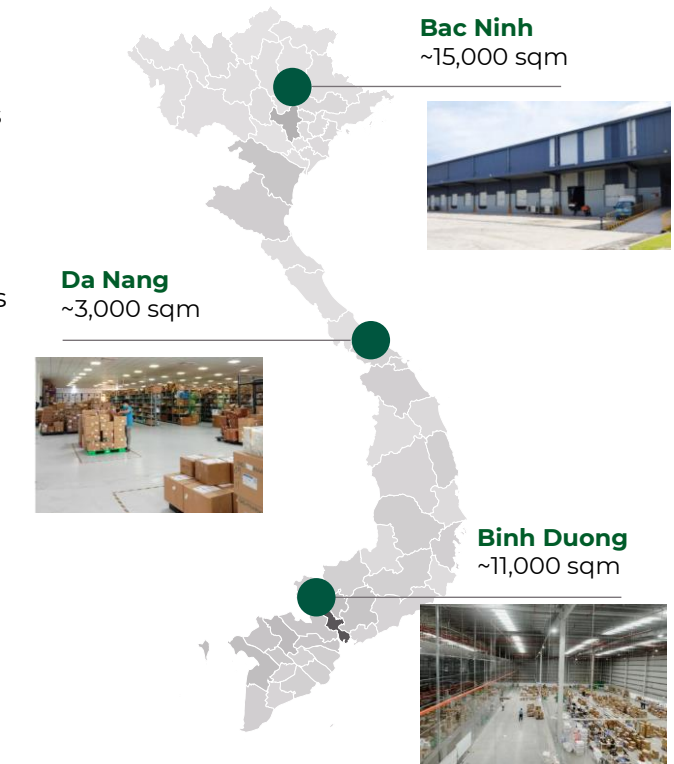 Bac Ninh
~15,000 sqm
Da Nang
~3,000 sqm
Binh Duong
~11,000 sqm